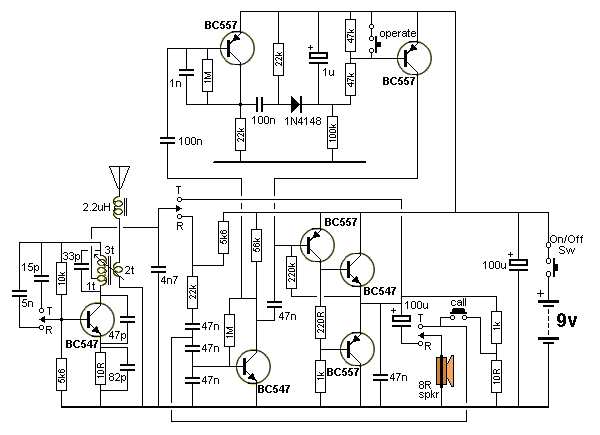 BC557
operate
1n
1M
22k
1u
47k
47k
BC557
100n
100n
1N4148
22k
100k
T
R
2.2uH
BC557
33p
3t
2t
1t
15p
10k
5n
T
R
BC547
47p
5k6
10R
82p
4n7
5k6
56k
22k
220k
BC547
47n
47n
47n
47n
1M
47n
BC547
220R
1k
BC557
47n
100u
T
R
call
8R
spkr
1k
10R
100u
On/Off
Sw
+
9v
+
+
+